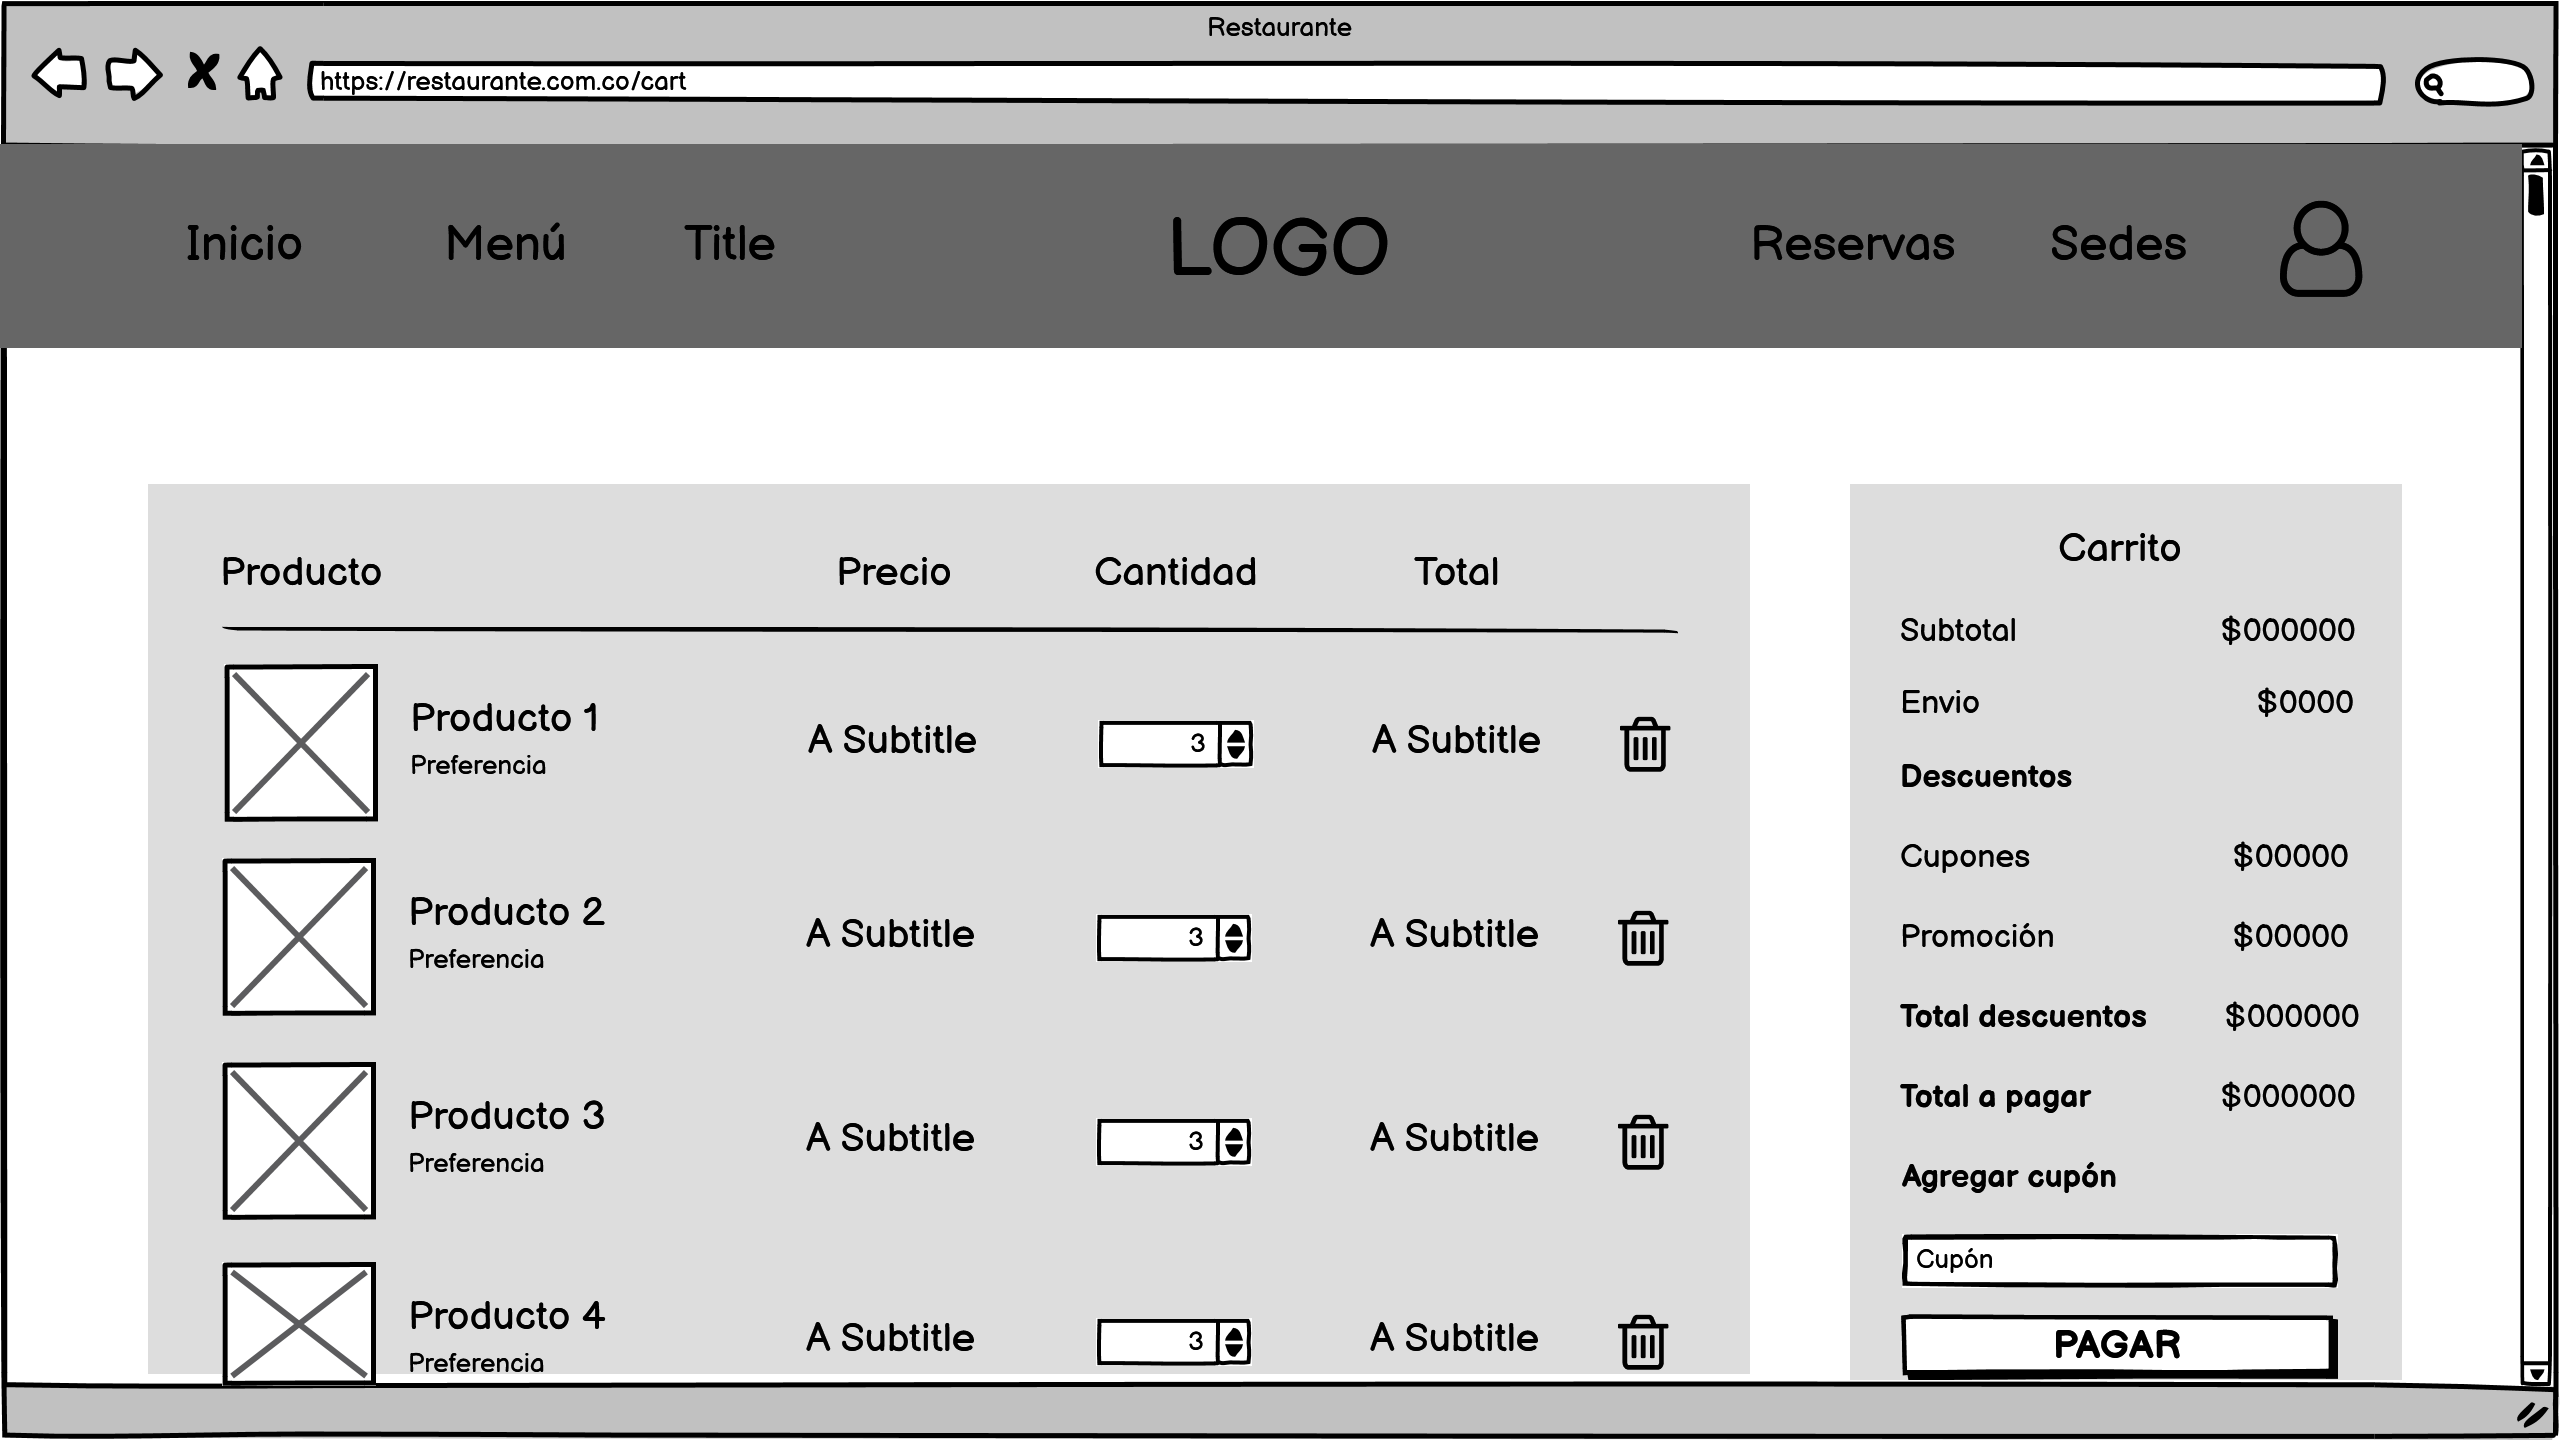 Restaurante
https://restaurante.com.co/cart
Inicio Menú Title LOGO Reservas Sedes
Producto Precio Cantidad Total
Producto 1
Preferencia
A Subtitle 3 A Subtitle
Producto 2
Preferencia
A Subtitle 3 A Subtitle
Producto 3
Preferencia
A Subtitle 3 A Subtitle
Producto 4
Preferencia
A Subtitle 3 A Subtitle
Carrito
Subtotal $000000
Envio $0000
Descuentos
Cupones $00000
Promoción $00000
Total descuentos $000000
Total a pagar $000000
Agregar cupón
Cupón
PAGAR